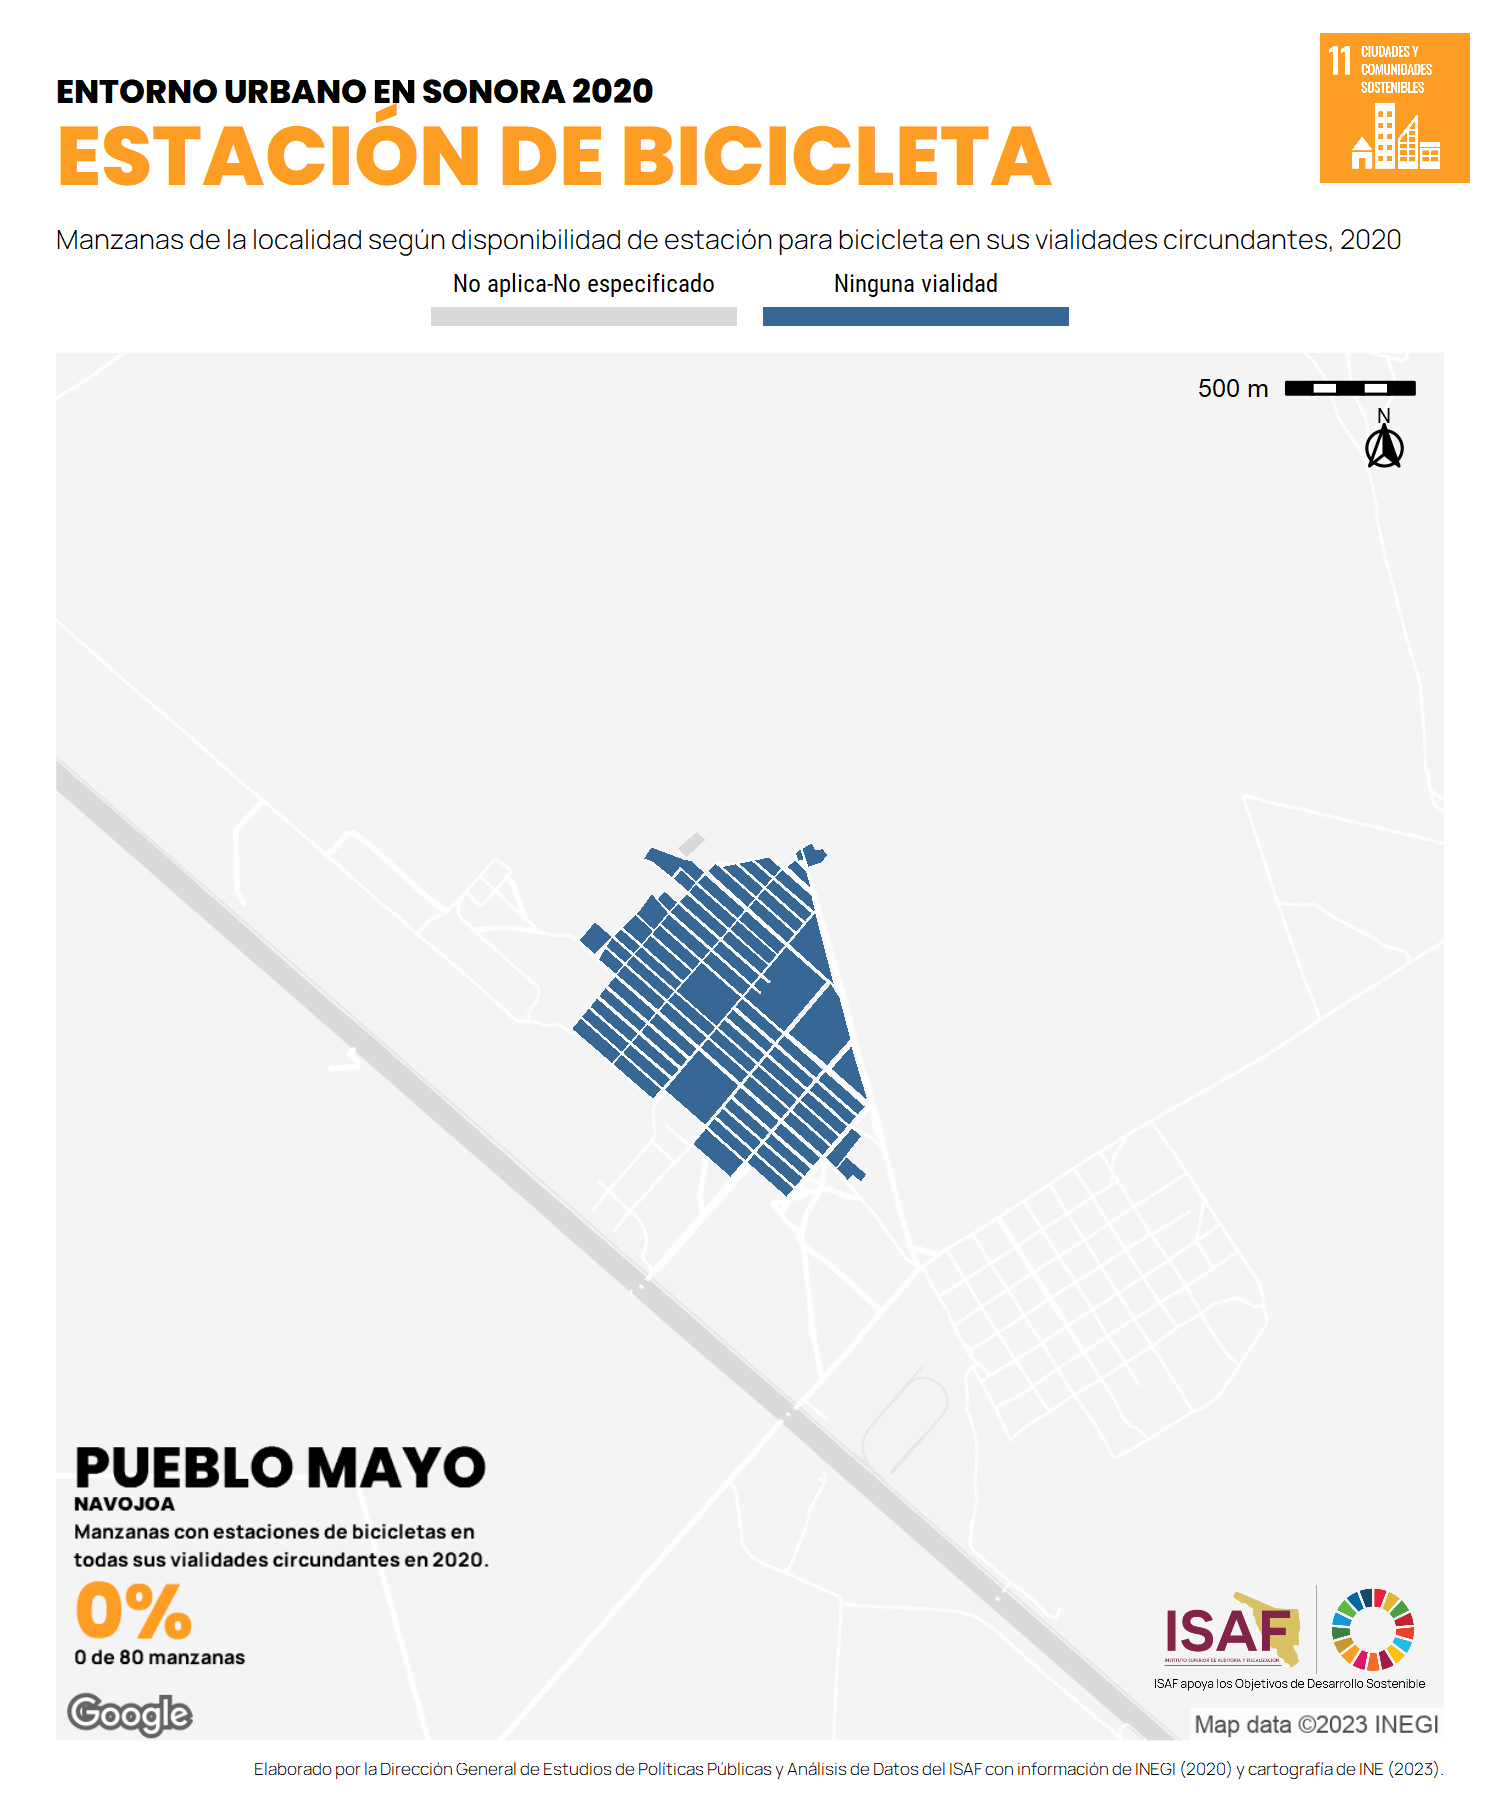 ENTORNO URBANO EN SONORA 2020
ESTACIÓN DE BICICLETA
11 CIUDADES Y
COMUNIDADES
SOSTENIBLES
Manzanas de la localidad según disponibilidad de estación para bicicleta en sus vialidades circundantes, 2020
No aplica-No especificado
Ninguna vialidad
500 m
N
PUEBLO MAYO
NAVOJOA
Manzanas con estaciones de bicicletas en
todas sus vialidades circundantes en 2020.
0%
0 de 80 manzanas
Google
ISAF
INSTITUTO SUPERIOR DE AUDITORÍA Y FISCALIZACIÓN
ISAF apoya los Objetivos de Desarrollo Sostenible
Map data ©2023 INEGI
Elaborado por la Dirección General de Estudios de Políticas Públicas y Análisis de Datos del ISAF con información de INEGI (2020) y cartografía de INE (2023).